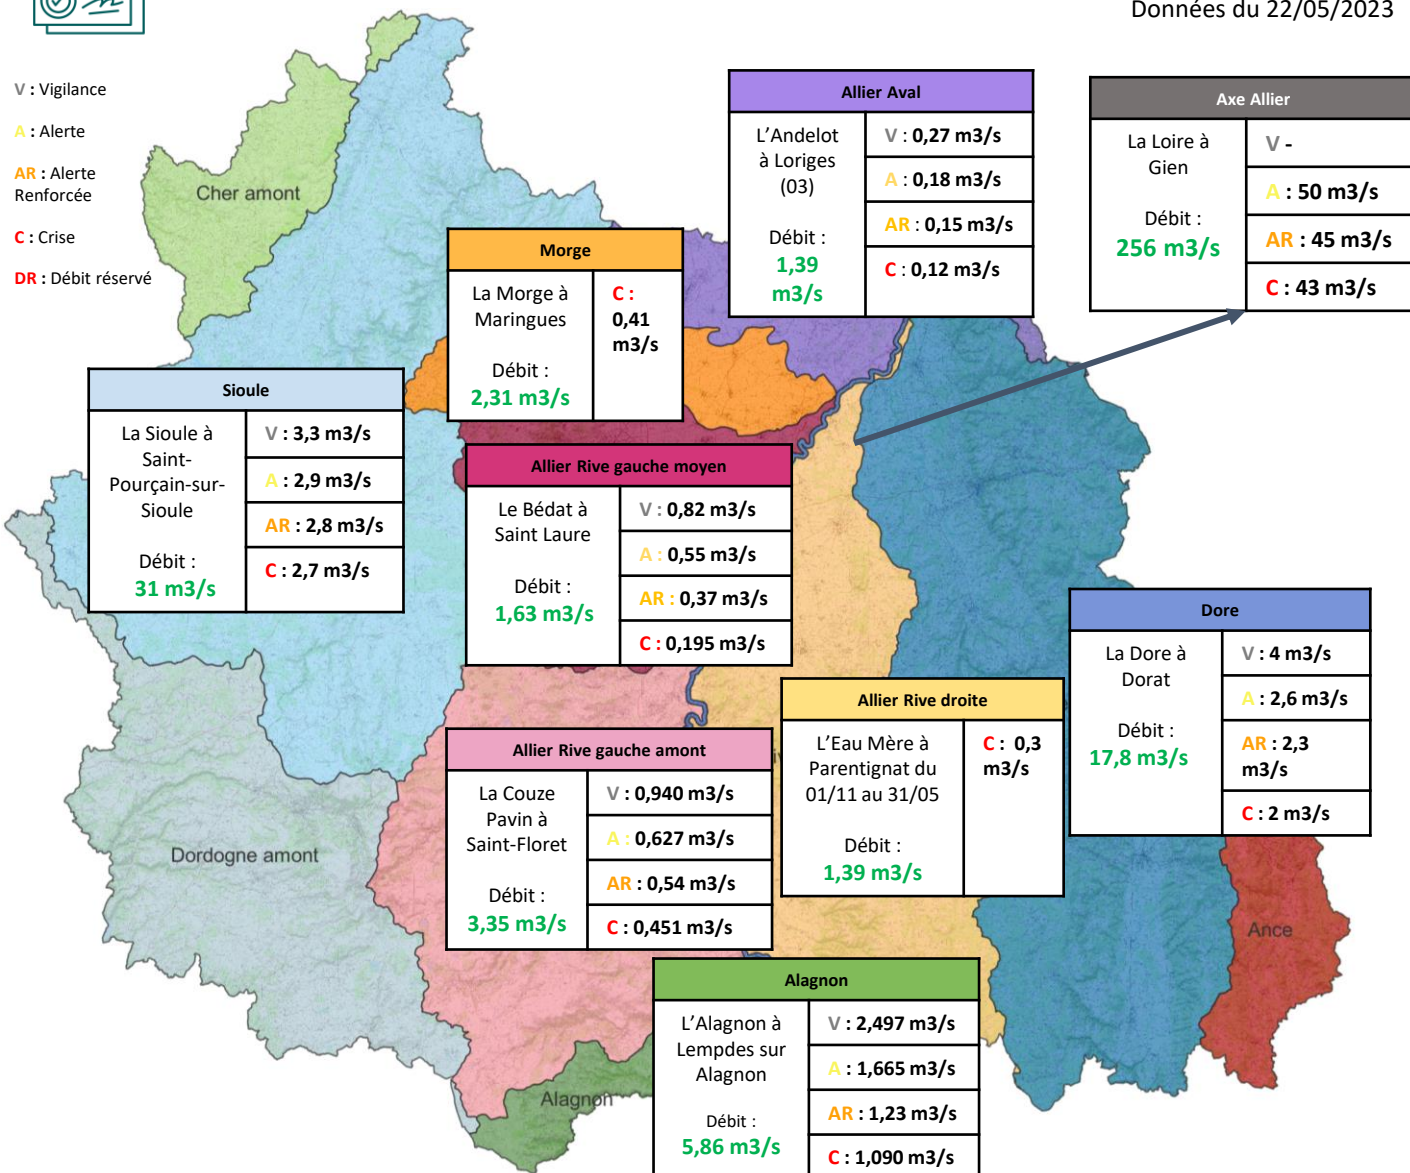 Données du 22/05/2023
V : Vigilance
A : Alerte
AR : Alerte
Renforcée
C : Crise
DR : Débit réservé
Cher amont
Allier Aval
L'Andelot
à Loriges
(03)
Débit :
1,39
m3/s
V : 0,27 m3/s
A : 0,18 m3/s
AR : 0,15 m3/s
C : 0,12 m3/s
Axe Allier
La Loire à
Gien
Débit :
256 m3/s
V -
A : 50 m3/s
AR : 45 m3/s
C : 43 m3/s
Morge
La Morge à
Maringues
Débit :
2,31 m3/s
C :
0,41
m3/s
Sioule
La Sioule à
Saint-
Pourçain-sur-
Sioule
Débit :
31 m3/s
V : 3,3 m3/s
A : 2,9 m3/s
AR : 2,8 m3/s
C : 2,7 m3/s
Allier Rive gauche moyen
Le Bédat à
Saint Laure
Débit :
1,63 m3/s
V : 0,82 m3/s
A : 0,55 m3/s
AR : 0,37 m3/s
C : 0,195 m3/s
Dore
La Dore à
Dorat
Débit :
17,8 m3/s
V : 4 m3/s
A : 2,6 m3/s
AR : 2,3
m3/s
C : 2 m3/s
Allier Rive droite
L'Eau Mère à
Parentignat du
01/11 au 31/05
Débit :
1,39 m3/s
C : 0,3
m3/s
Allier Rive gauche amont
La Couze
Pavin à
Saint-Floret
Débit :
3,35 m3/s
V : 0,940 m3/s
A : 0,627 m3/s
AR : 0,54 m3/s
C : 0,451 m3/s
Dordogne amont
Ance
Alagnon
L'Alagnon à
Lempdes sur
Alagnon
Débit :
5,86 m3/s
V : 2,497 m3/s
A : 1,665 m3/s
AR : 1,23 m3/s
C : 1,090 m3/s
Alagnon